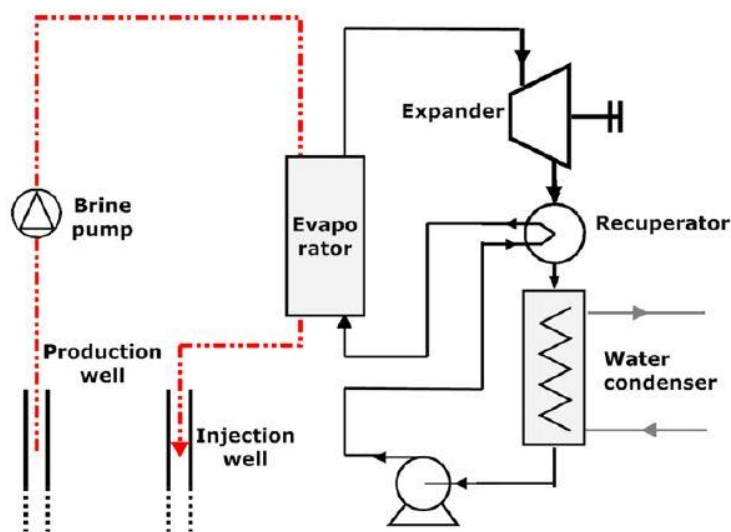 Expander
Brine
pump
Evapo
rator
Recuperator
Production
well
Water
condenser
Injection
well